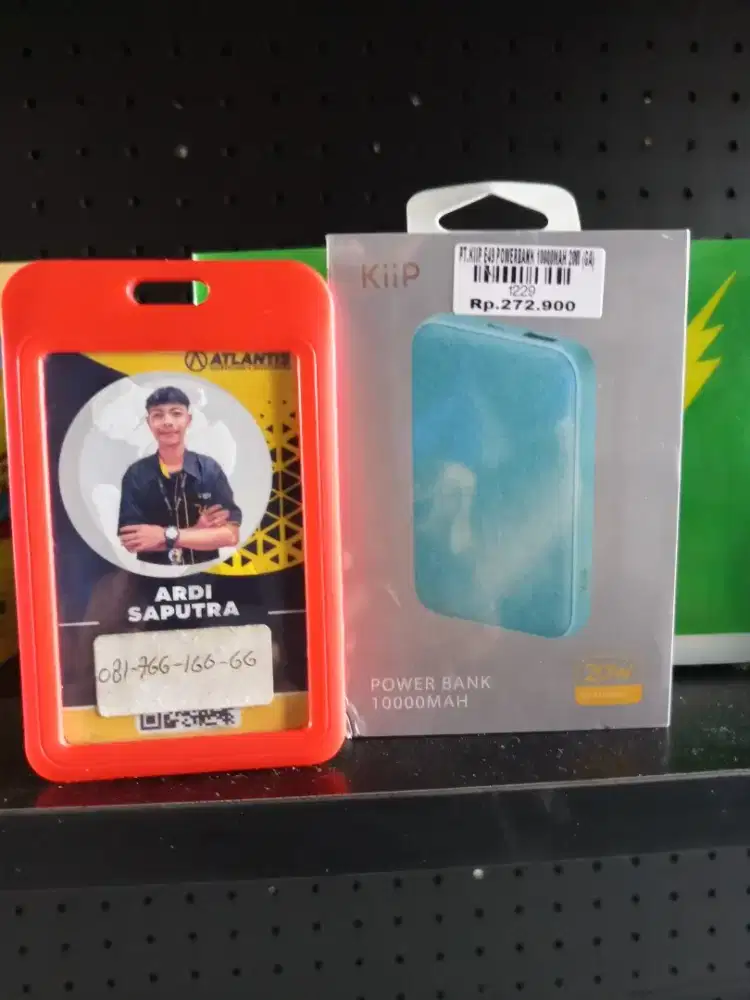 ATLANTIS
ARDI
SAPUTRA
081-766-166-66
KiiP
PT.KIIP E49 POWERBANK 10000MAH 20W (GA)
1229
Rp.272.900
POWER BANK
10000MAH
20W